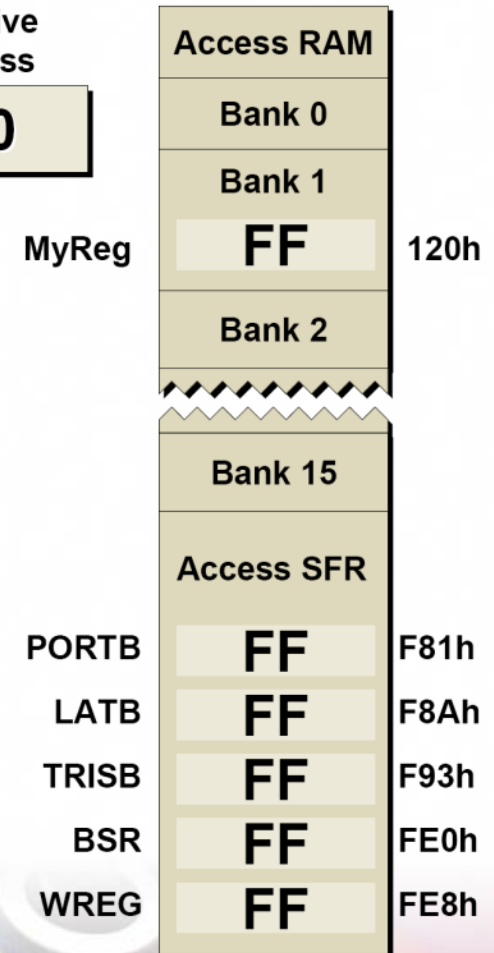 Access RAM
Bank 0
Bank 1
MyReg FF 120h
Bank 2
Bank 15
Access SFR
PORTB FF F81h
LATB FF F8Ah
TRISB FF F93h
BSR FF FE0h
WREG FF FE8h